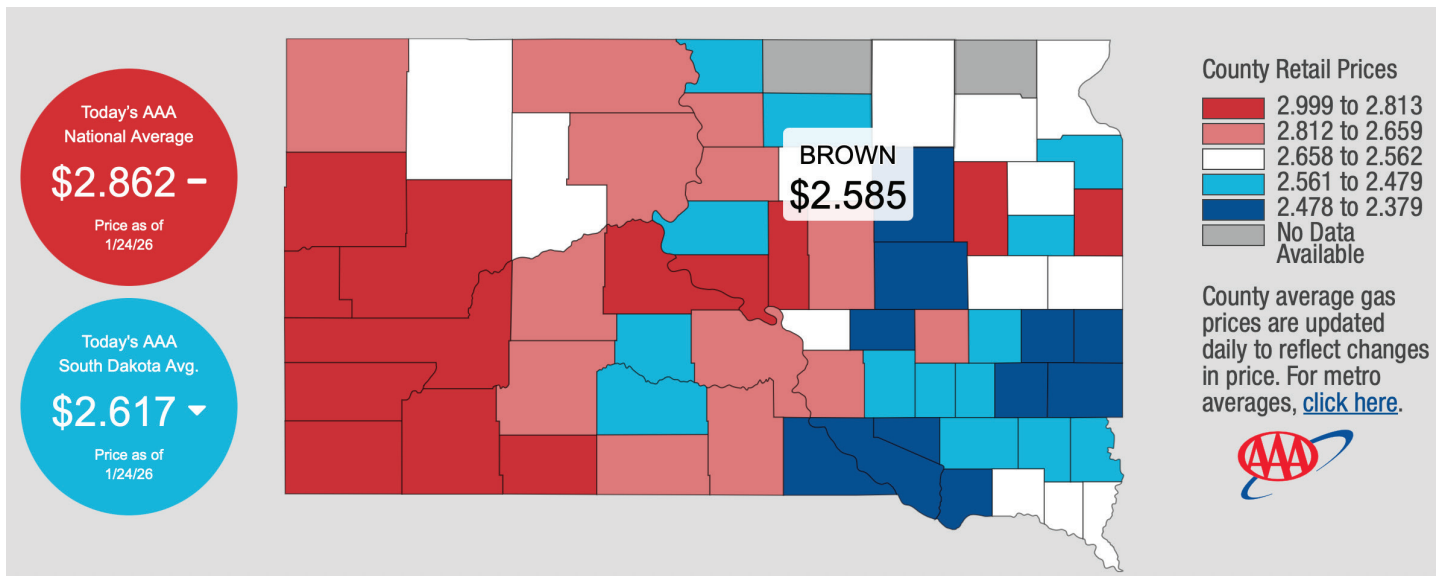 Today's AAA
National Average
$2.862 –
Price as of
1/24/26
Today's AAA
South Dakota Avg.
$2.617
Price as of
1/24/26
BROWN
$2.585
County Retail Prices
2.999 to 2.813
2.812 to 2.659
2.658 to 2.562
2.561 to 2.479
2.478 to 2.379
No Data
Available
County average gas
prices are updated
daily to reflect changes
in price. For metro
averages, click here.
AAA